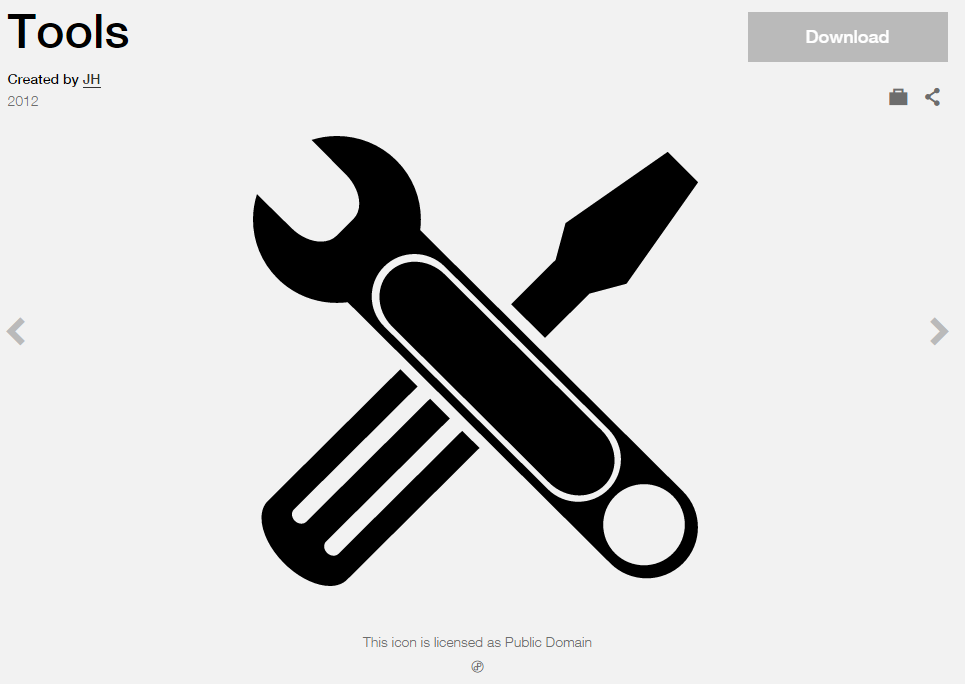 Tools
Download
Created by JH
2012
This icon is licensed as Public Domain